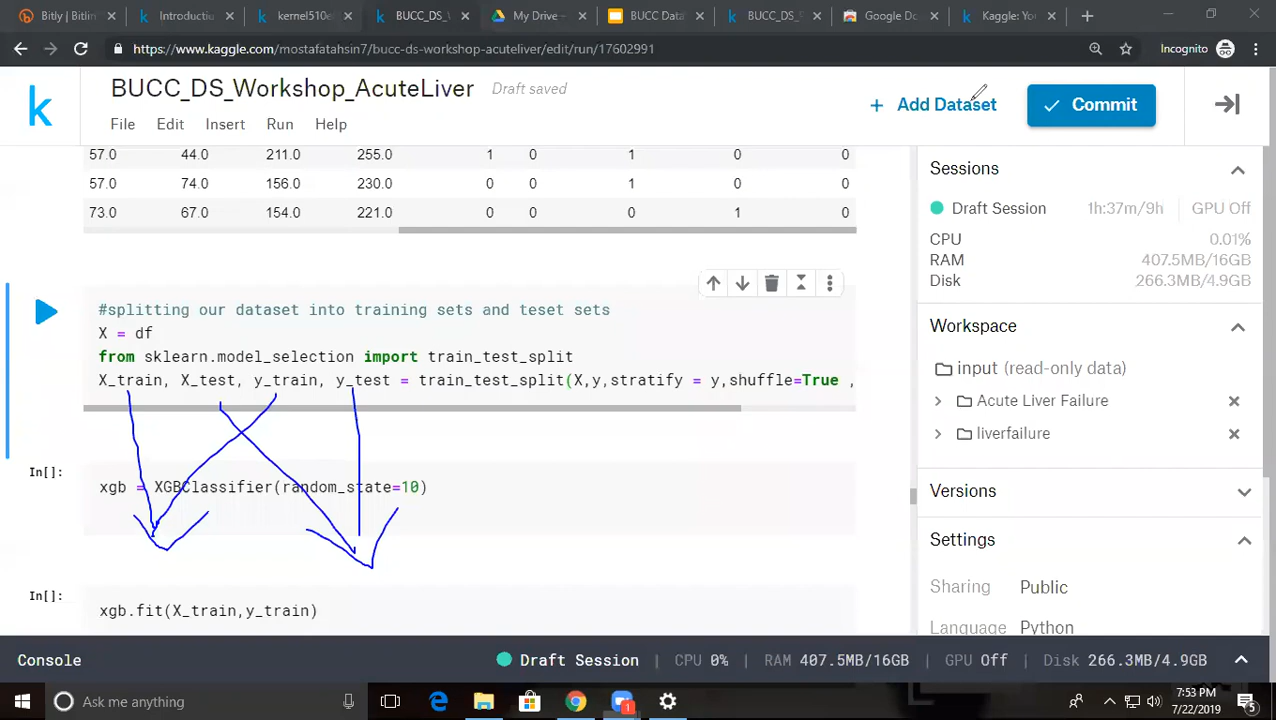 Bitly | Bitlin
Introduction
kernel510e
BUCC_DS_W
My Drive -
BUCC Data
BUCC_DS_
Google Do
Kaggle: You
https://www.kaggle.com/mostafatahsin7/bucc-ds-workshop-acuteliver/edit/run/17602991
Incognito
k
BUCC_DS_Workshop_AcuteLiver
Draft saved
File Edit Insert Run Help
+ Add Dataset
Commit
57.0 44.0 211.0 255.0 1 0 1 0 0
57.0 74.0 156.0 230.0 0 0 1 0 0
73.0 67.0 154.0 221.0 0 0 0 1 0
#splitting our dataset into training sets and teset sets
X = df
from sklearn.model_selection import train_test_split
X_train, X_test, y_train, y_test = train_test_split(X,y,stratify = y,shuffle=True ,
In[]:
xgb = XGBClassifier(random_state=10)
In[]:
xgb.fit(X_train,y_train)
Sessions
Draft Session 1h:37m/9h GPU Off
CPU 0.01%
RAM 407.5MB/16GB
Disk 266.3MB/4.9GB
Workspace
input (read-only data)
Acute Liver Failure
liverfailure
Versions
Settings
Sharing Public
Language Python
Console
Draft Session | CPU 0% | RAM 407.5MB/16GB | GPU Off | Disk 266.3MB/4.9GB
Ask me anything
1
7:53 PM
7/22/2019
5